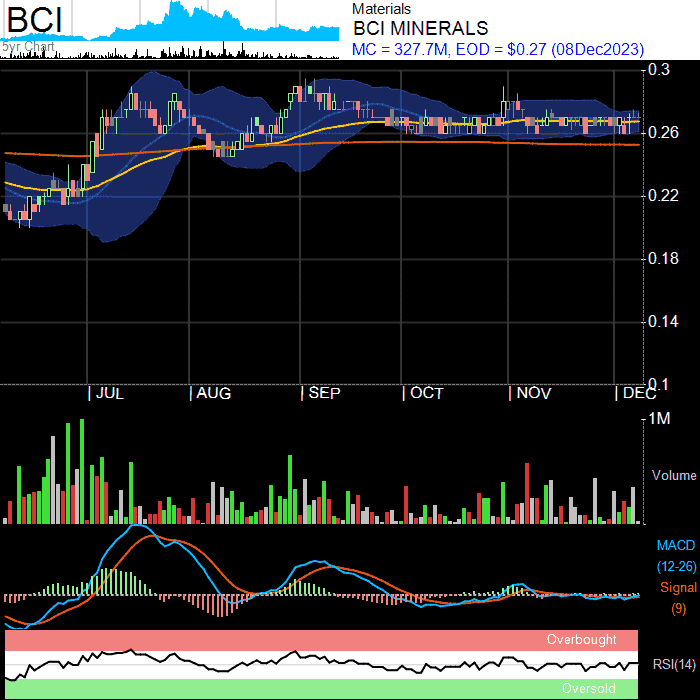 BCI
5yr Chart
Materials
BCI MINERALS
MC = 327.7M, EOD = $0.27 (08Dec2023)
0.3
0.26
0.22
0.18
0.14
0.1
JUL AUG SEP OCT NOV DEC
1M
Volume
MACD
(12-26)
Signal
(9)
Overbought
RSI(14)
Oversold